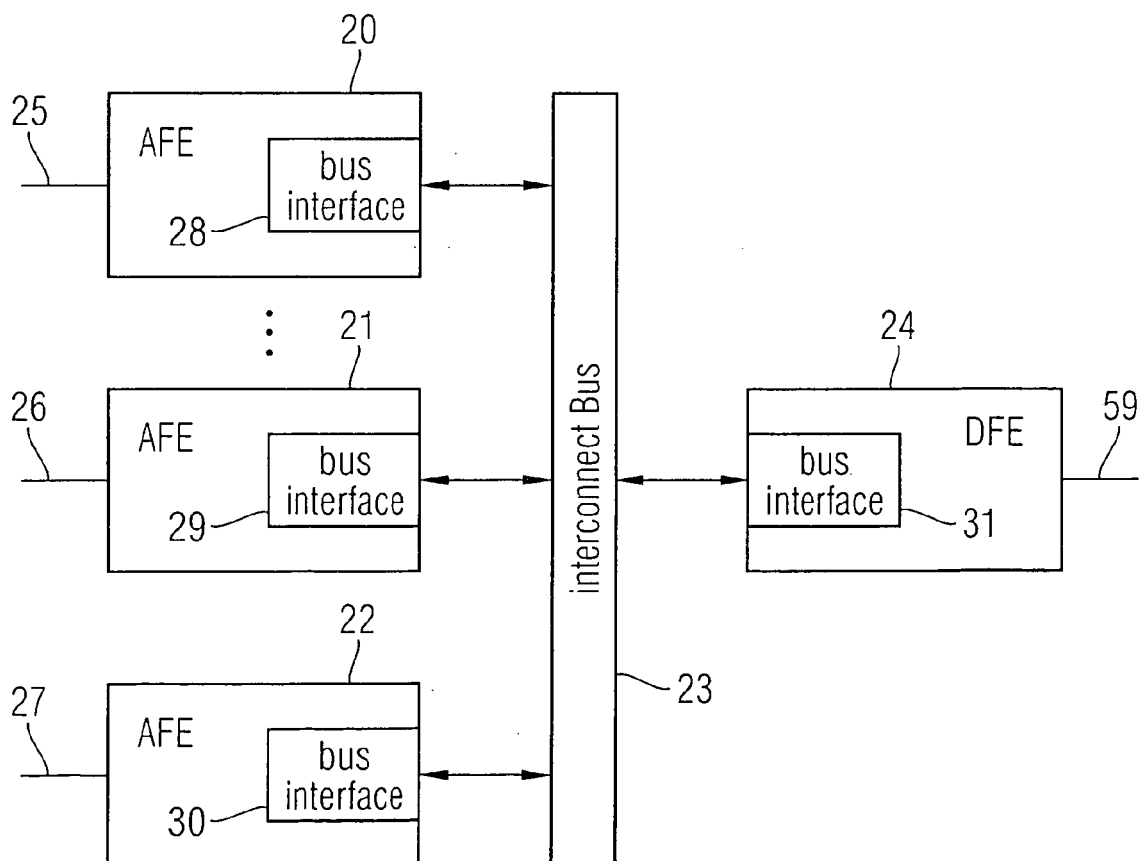 20
25
AFE
bus
interface
28
21
24
26
59
AFE
DFE
bus
interface
29
bus
interface
31
interconnect Bus
22
23
27
AFE
bus
interface
30